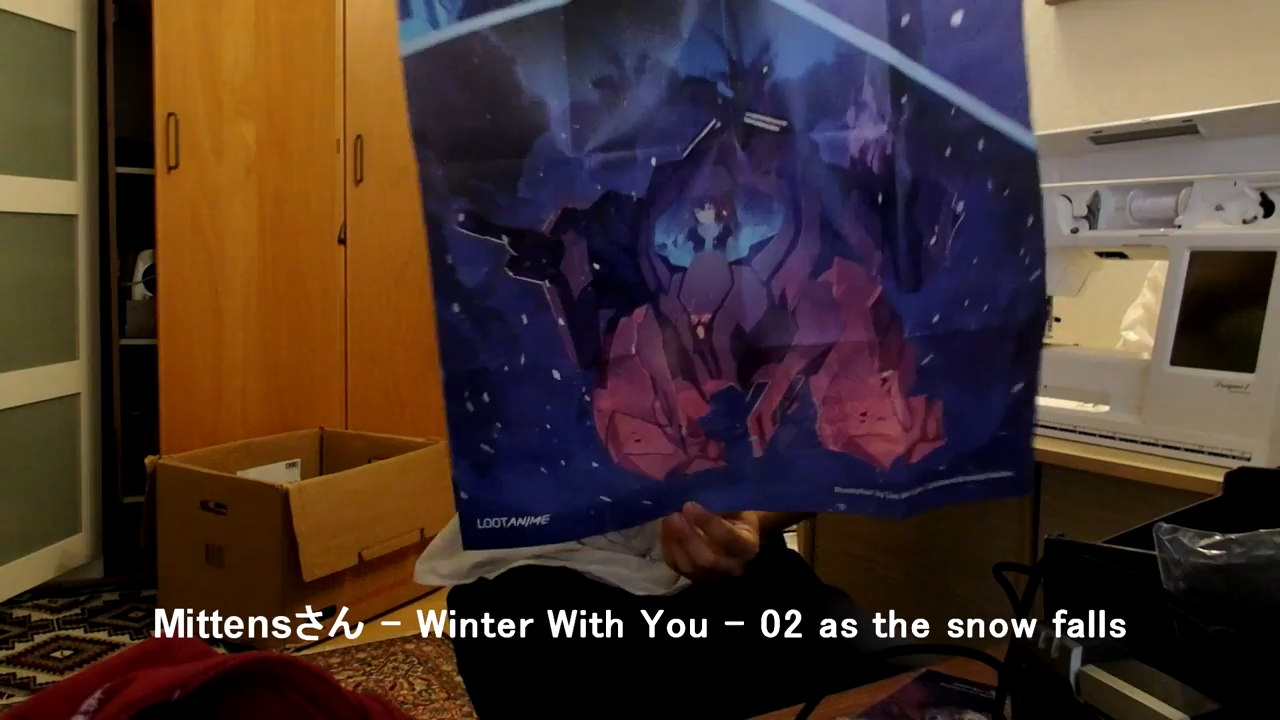 LOOTANIME
Mittensさん – Winter With You – 02 as the snow falls